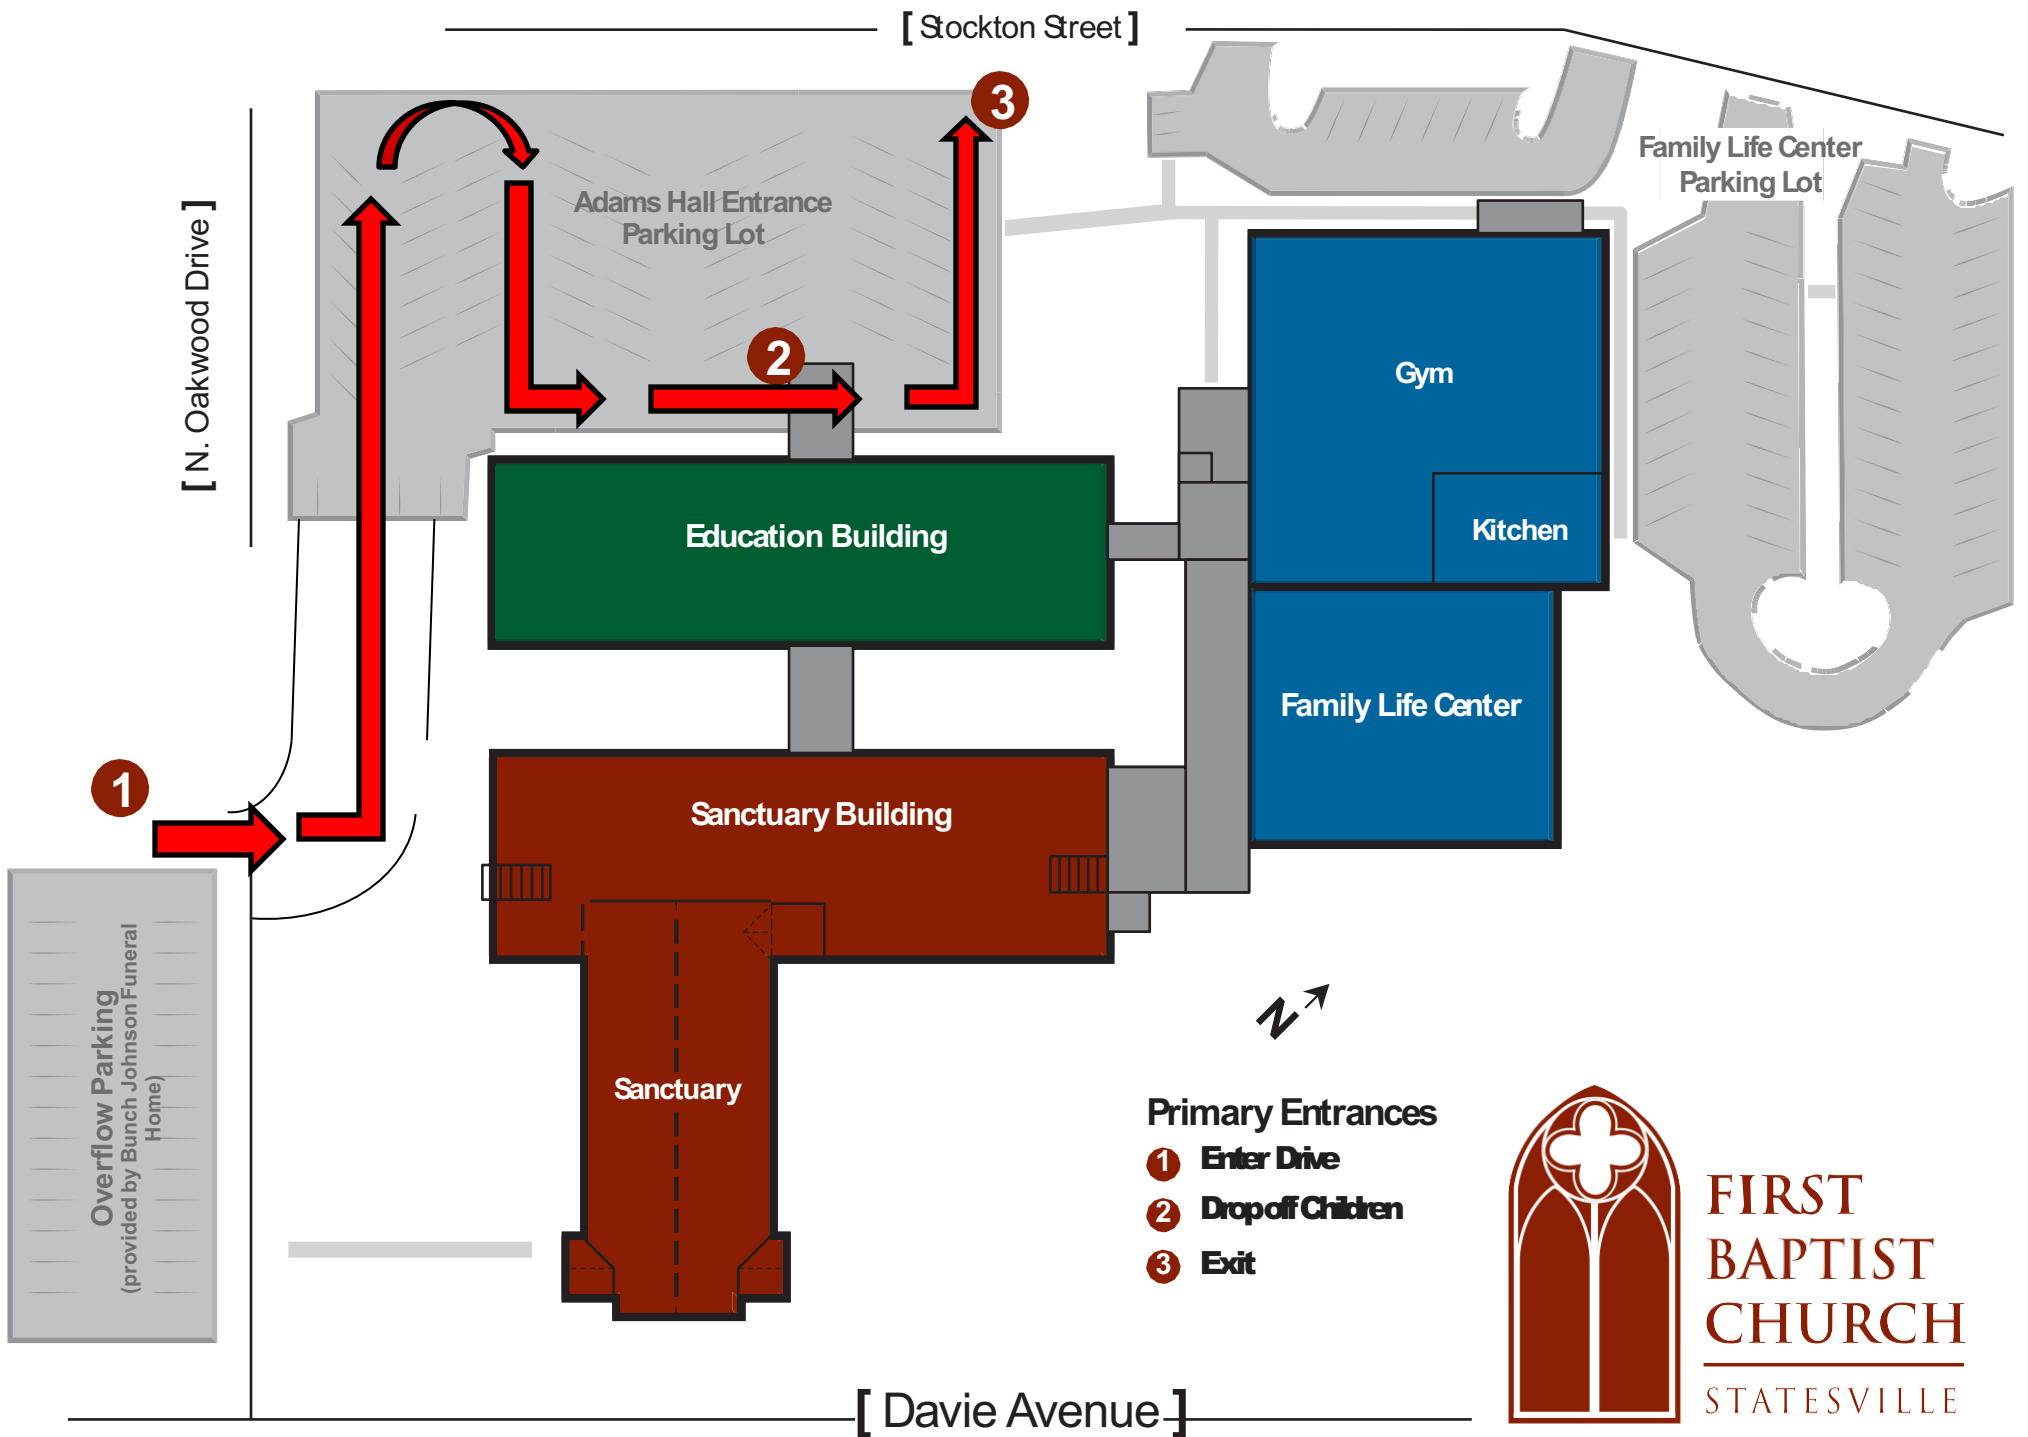 [ Stockton Street ]
3
Family Life Center
Parking Lot
Adams Hall Entrance
Parking Lot
[ N. Oakwood Drive ]
2
Gym
Kitchen
Education Building
Family Life Center
1
Sanctuary Building
Overflow Parking
(provided by Bunch Johnson Funeral
Home)
Sanctuary
N
Primary Entrances
1 Enter Drive
2 Drop off Children
3 Exit
FIRST
BAPTIST
CHURCH
STATESVILLE
[ Davie Avenue ]